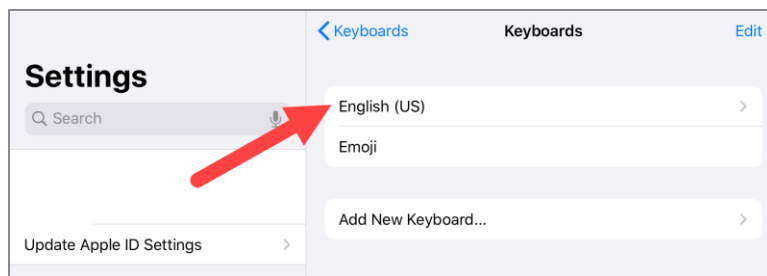 Keyboards
Keyboards
Edit
Settings
Search
English (US)
Emoji
Add New Keyboard...
Update Apple ID Settings